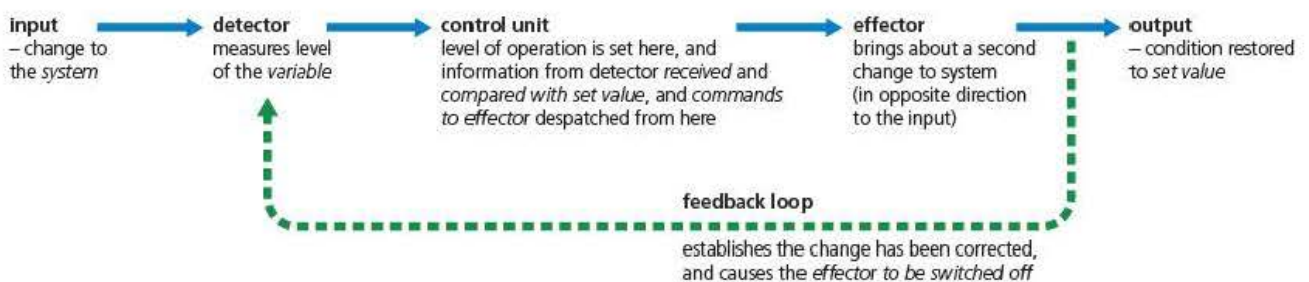 input
– change to
the system
detector
measures level
of the variable
control unit
level of operation is set here, and
information from detector received and
compared with set value, and commands
to effector despatched from here
effector
brings about a second
change to system
(in opposite direction
to the input)
output
– condition restored
to set value
feedback loop
establishes the change has been corrected,
and causes the effector to be switched off